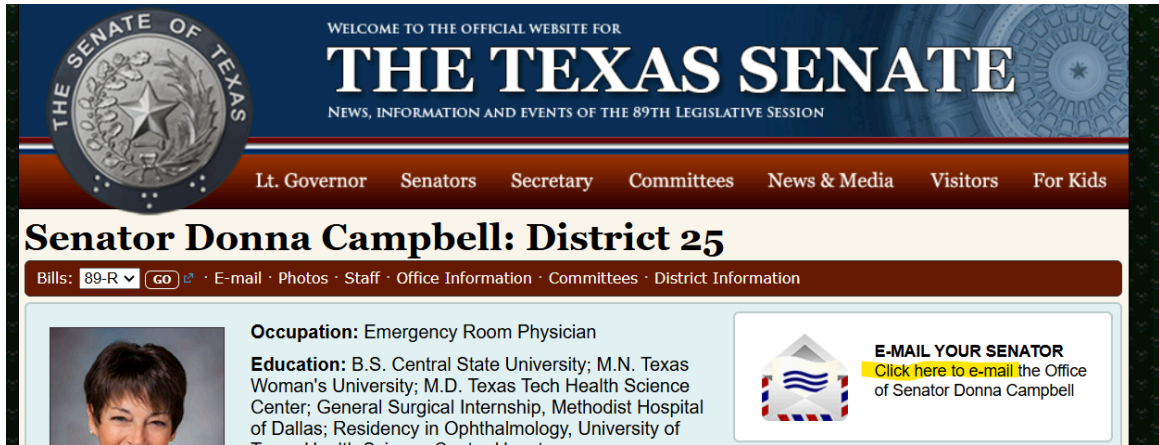 THE SENATE OF TEXAS
WELCOME TO THE OFFICIAL WEBSITE FOR
THE TEXAS SENATE
NEWS, INFORMATION AND EVENTS OF THE 89TH LEGISLATIVE SESSION
Lt. Governor Senators Secretary Committees News & Media Visitors For Kids
Senator Donna Campbell: District 25
Bills: 89-R GO · E-mail · Photos · Staff · Office Information · Committees · District Information
Occupation: Emergency Room Physician
Education: B.S. Central State University; M.N. Texas
Woman's University; M.D. Texas Tech Health Science
Center; General Surgical Internship, Methodist Hospital
of Dallas; Residency in Ophthalmology, University of
E-MAIL YOUR SENATOR
Click here to e-mail the Office
of Senator Donna Campbell